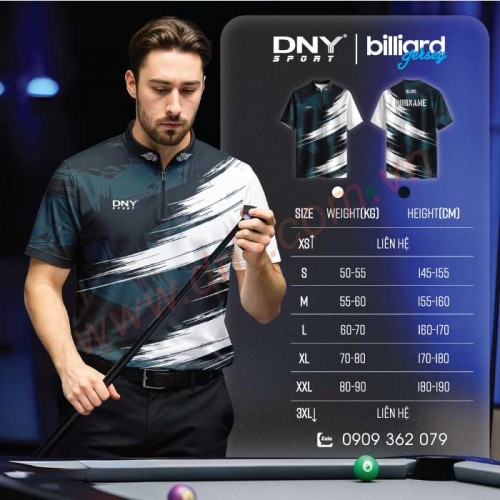 DNY
SPORT
billiard
Jersey
DNY
SPORT
SIZE WEIGHT(KG) HEIGHT(CM)
XS↑ LIÊN HỆ
S 50-55 145-155
M 55-60 155-160
L 60-70 160-170
XL 70-80 170-180
XXL 80-90 180-190
3XL↓ LIÊN HỆ
Zalo 0909 362 079